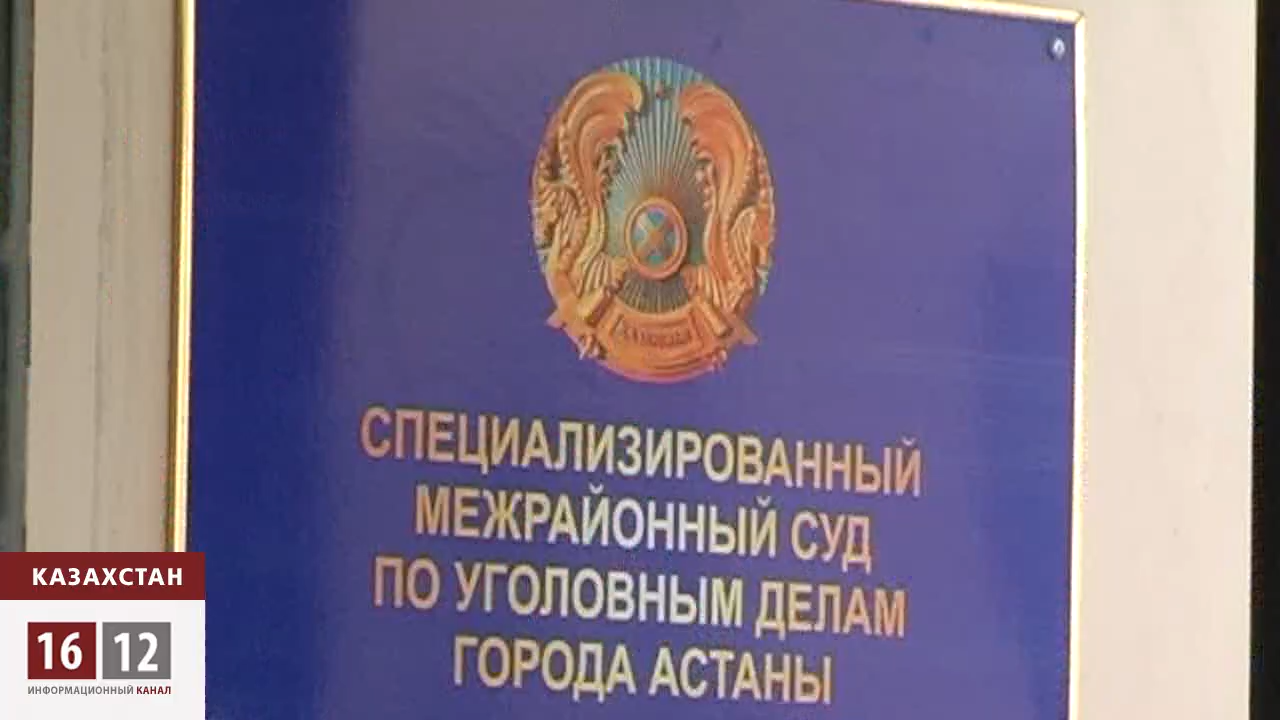 СПЕЦИАЛИЗИРОВАННЫЙ
МЕЖРАЙОННЫЙ СУД
ПО УГОЛОВНЫМ ДЕЛАМ
ГОРОДА АСТАНЫ
КАЗАХСТАН
16 12
ИНФОРМАЦИОННЫЙ КАНАЛ